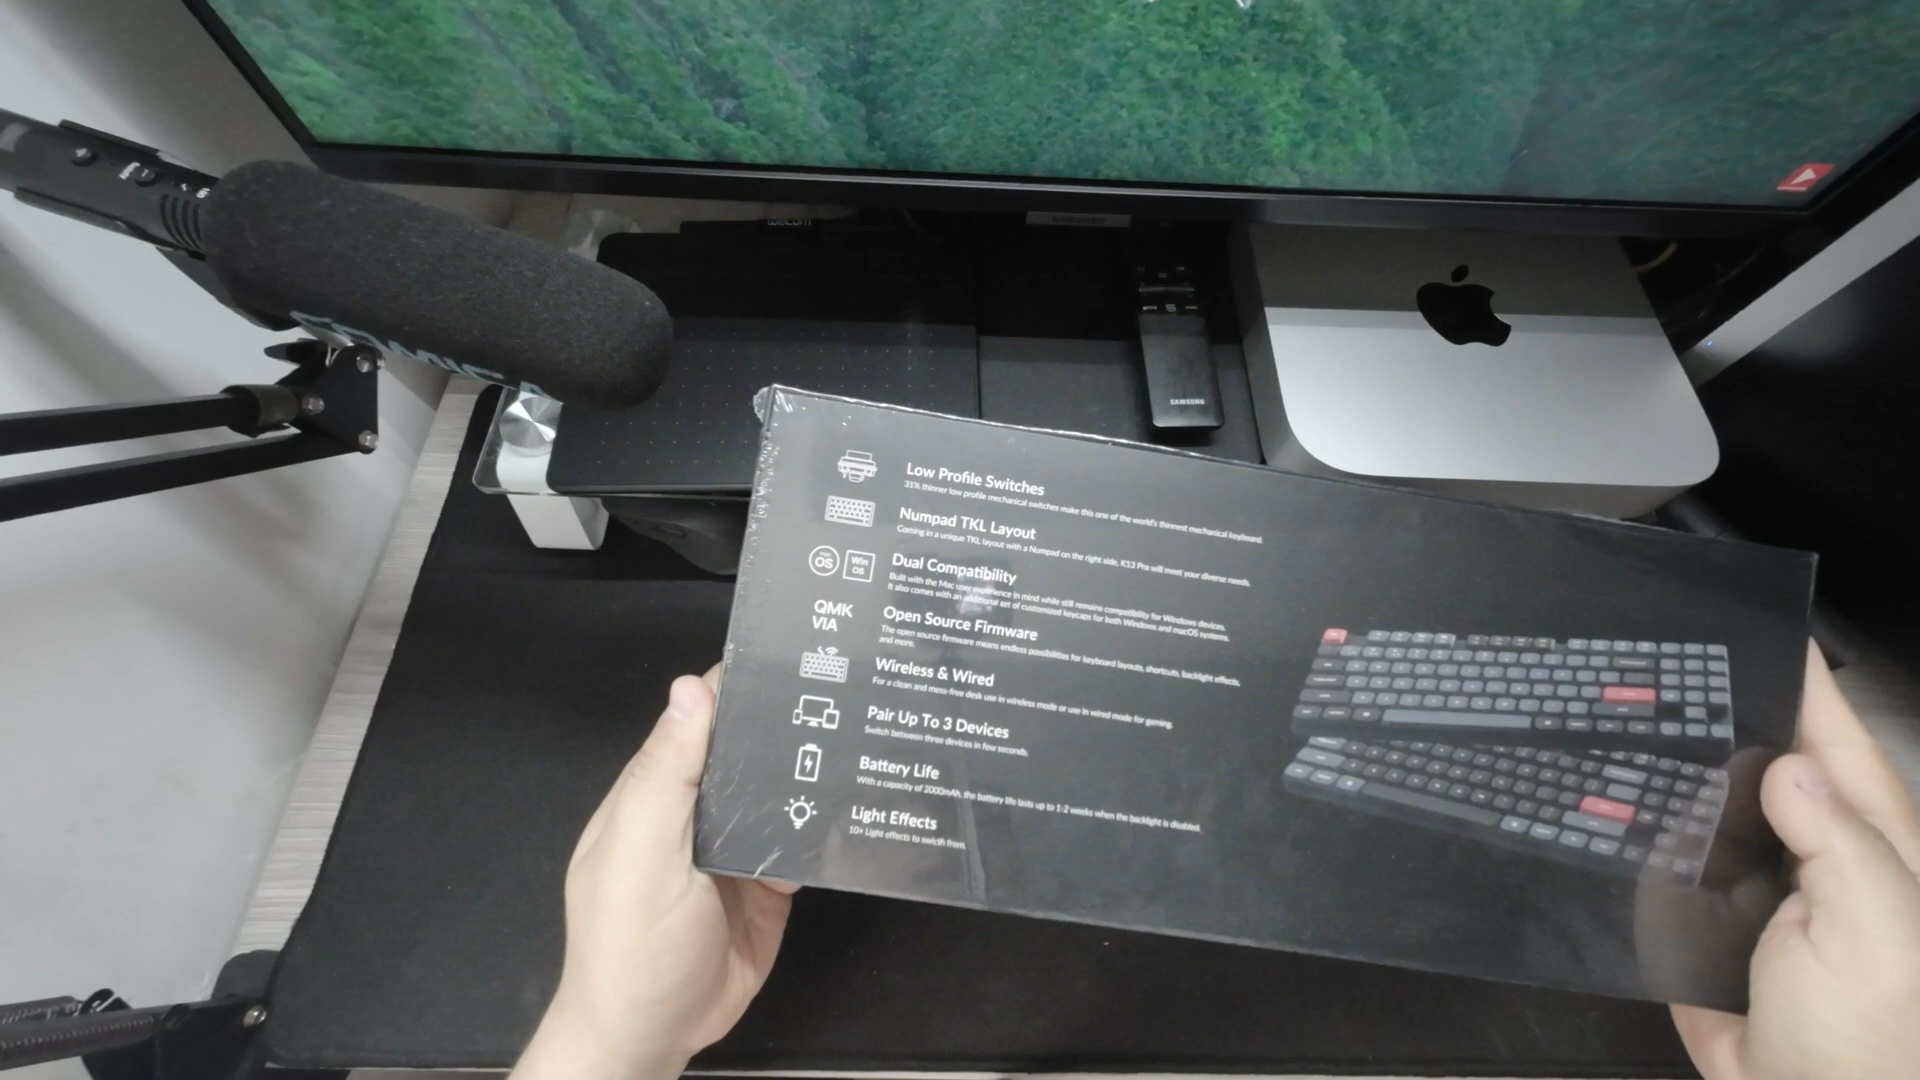 wacom
SAMSUNG
Low Profile Switches
31% thinner low profile mechanical switches make this one of the world's thinnest mechanical keyboard.
Numpad TKL Layout
Coming in a unique TKL layout with a Numpad on the right side. K13 Pro will meet your diverse needs.
OS
Win
OS
Dual Compatibility
Built with the Mac user experience in mind while still remains compatibility for Windows devices.
It also comes with an additional set of customized keycaps for both Windows and macOS systems.
QMK
VIA
Open Source Firmware
The open source firmware means endless possibilities for keyboard layouts, shortcuts, backlight effects,
and more.
Wireless & Wired
For a clean and mess-free desk use in wireless mode or use in wired mode for gaming.
Pair Up To 3 Devices
Switch between three devices in few seconds.
Battery Life
With a capacity of 2000mAh, the battery life lasts up to 1-2 weeks when the backlight is disabled.
Light Effects
10+ Light effects to swicth from.